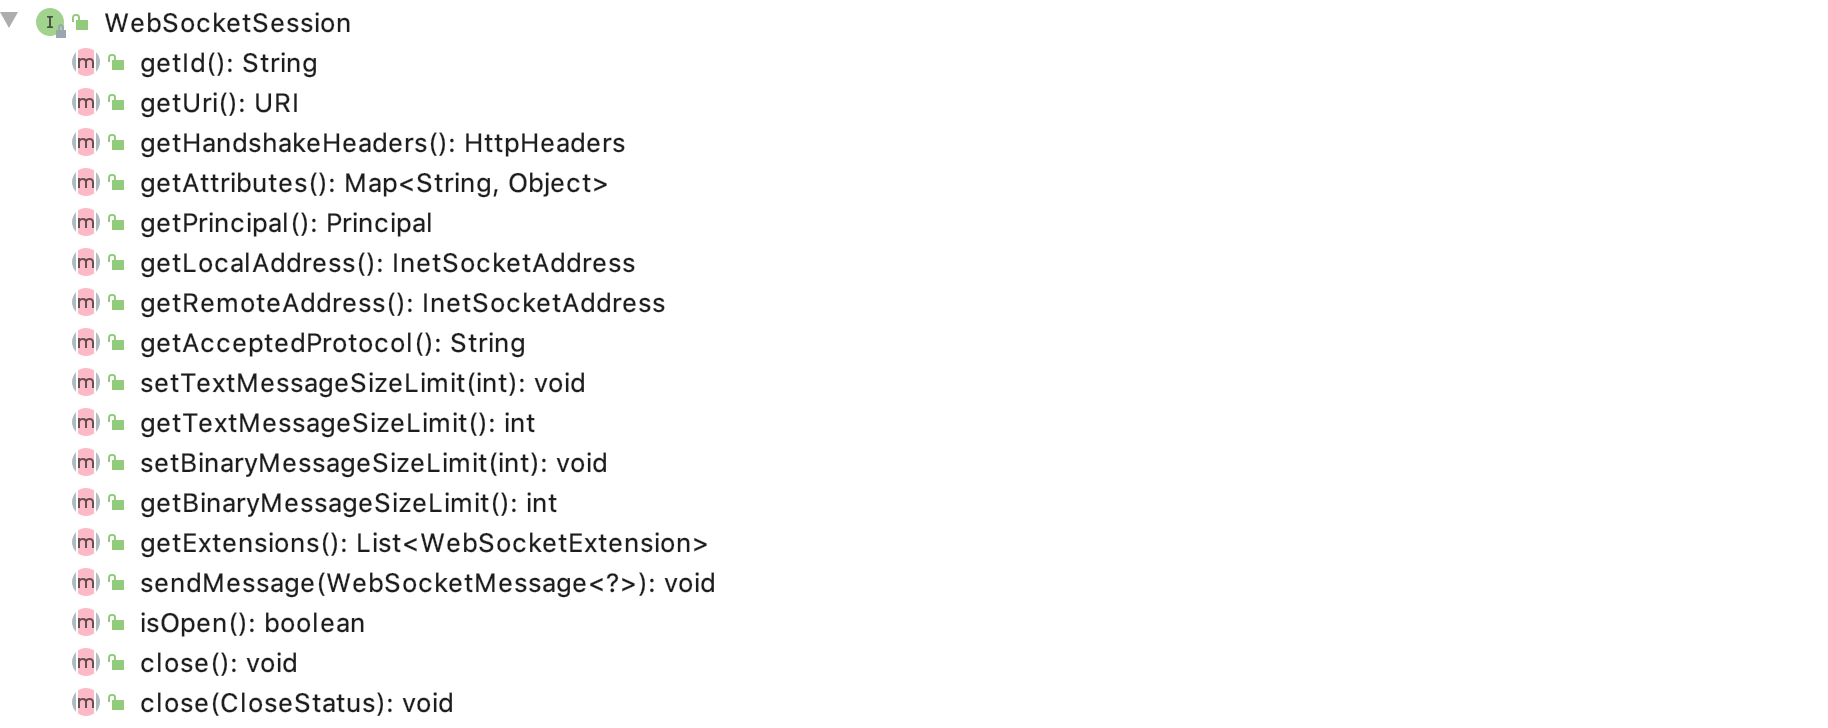 I WebSocketSession
m getId(): String
m getUri(): URI
m getHandshakeHeaders(): HttpHeaders
m getAttributes(): Map<String, Object>
m getPrincipal(): Principal
m getLocalAddress(): InetSocketAddress
m getRemoteAddress(): InetSocketAddress
m getAcceptedProtocol(): String
m setTextMessageSizeLimit(int): void
m getTextMessageSizeLimit(): int
m setBinaryMessageSizeLimit(int): void
m getBinaryMessageSizeLimit(): int
m getExtensions(): List<WebSocketExtension>
m sendMessage(WebSocketMessage<?>): void
m isOpen(): boolean
m close(): void
m close(CloseStatus): void